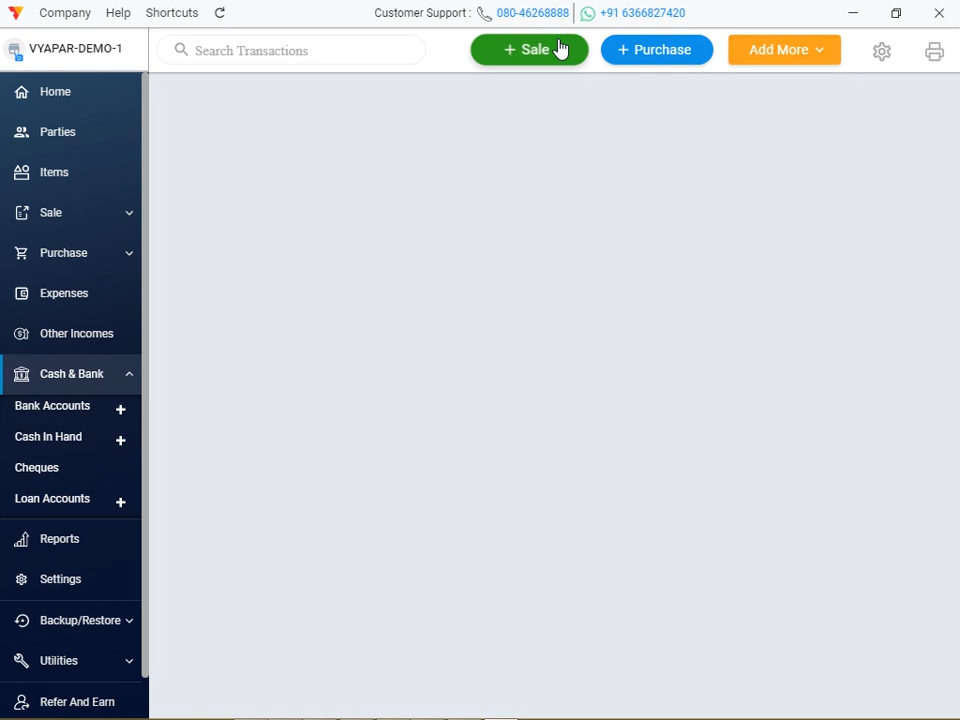 Company Help Shortcuts Customer Support : 080-46268888 +91 6366827420
VYAPAR-DEMO-1 Search Transactions + Sale + Purchase Add More
Home
Parties
Items
Sale
Purchase
Expenses
Other Incomes
Cash & Bank
Bank Accounts +
Cash In Hand +
Cheques
Loan Accounts +
Reports
Settings
Backup/Restore
Utilities
Refer And Earn